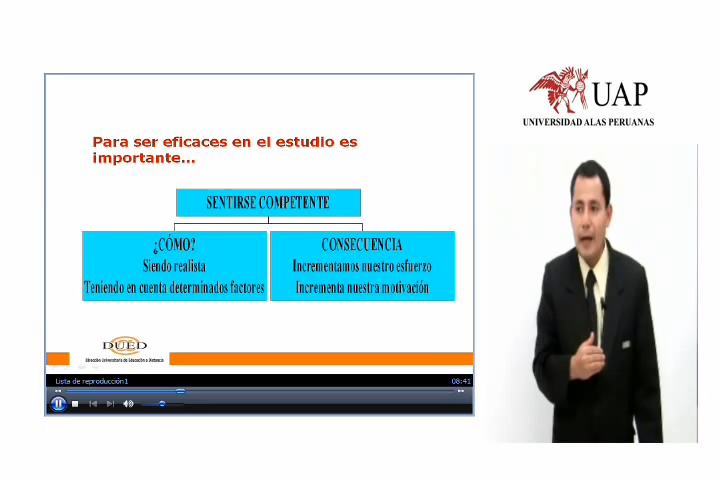 UAP
UNIVERSIDAD ALAS PERUANAS
Para ser eficaces en el estudio es
importante...
SENTIRSE COMPETENTE
¿CÓMO?
Siendo realista
Teniendo en cuenta determinados factores
CONSECUENCIA
Incrementamos nuestro esfuerzo
Incrementa nuestra motivación
DUED
Dirección Universitaria de Educación a Distancia
Lista de reproducción1
08:41